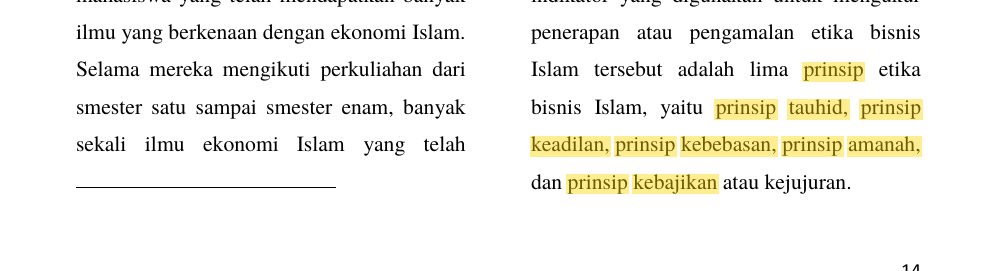 ilmu yang berkenaan dengan ekonomi Islam.
Selama mereka mengikuti perkuliahan dari
smester satu sampai smester enam, banyak
sekali ilmu ekonomi Islam yang telah
penerapan atau pengamalan etika bisnis
Islam tersebut adalah lima prinsip etika
bisnis Islam, yaitu prinsip tauhid, prinsip
keadilan, prinsip kebebasan, prinsip amanah,
dan prinsip kebajikan atau kejujuran.